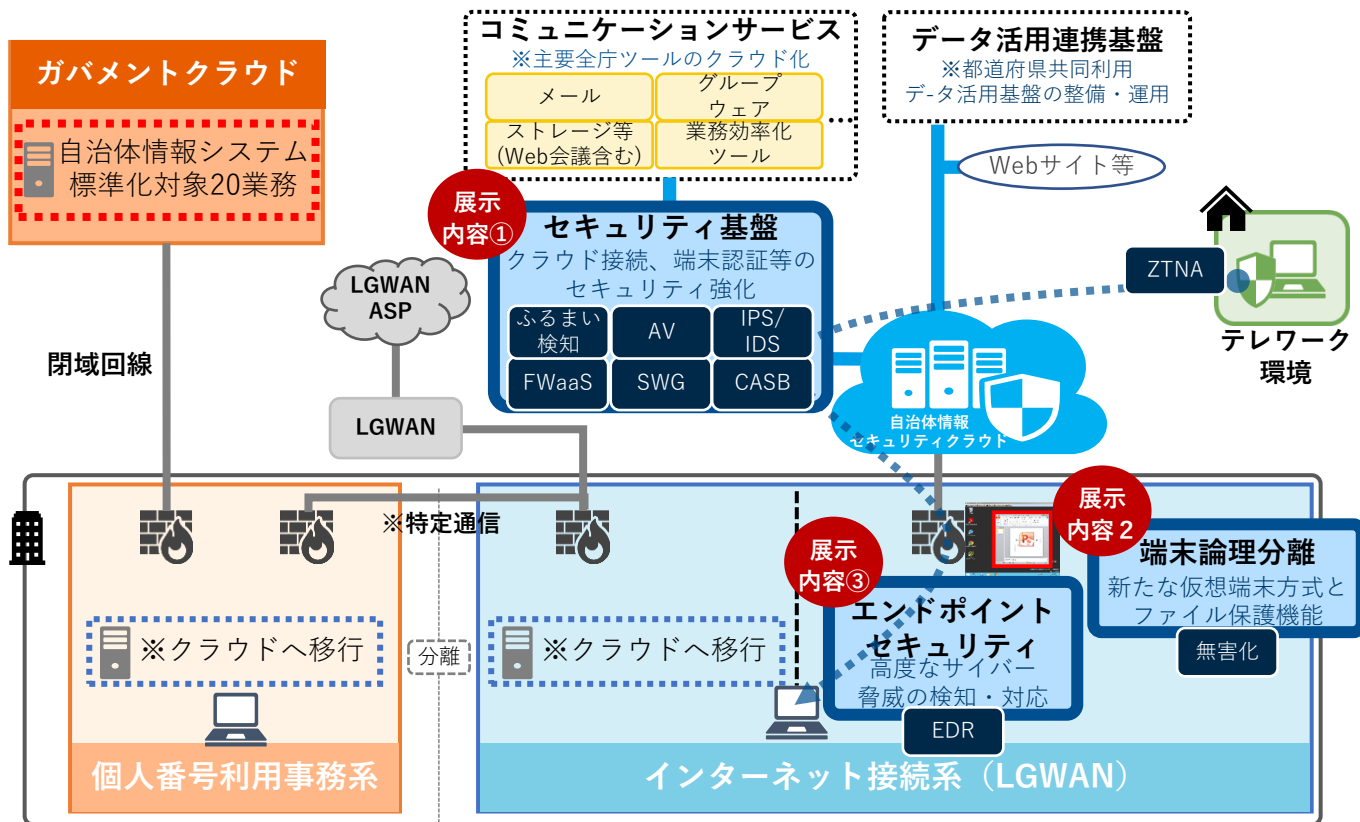 ガバメントクラウド
自治体情報システム
標準化対象20業務
コミュニケーションサービス
※主要全庁ツールのクラウド化
メール
グループ
ウェア
ストレージ等
(Web会議含む)
業務効率化
ツール
…
データ活用連携基盤
※都道府県共同利用
デ-タ活用基盤の整備・運用
Webサイト等
展示
内容①
セキュリティ基盤
クラウド接続、端末認証等の
セキュリティ強化
ふるまい
検知
AV
IPS/
IDS
FWaaS
SWG
CASB
ZTNA
テレワーク
環境
LGWAN
ASP
閉域回線
LGWAN
自治体情報
セキュリティクラウド
※特定通信
展示
内容２
端末論理分離
新たな仮想端末方式と
ファイル保護機能
無害化
展示
内容③
エンドポイント
セキュリティ
高度なサイバー
脅威の検知・対応
EDR
※クラウドへ移行
分離
※クラウドへ移行
個人番号利用事務系
インターネット接続系（LGWAN）